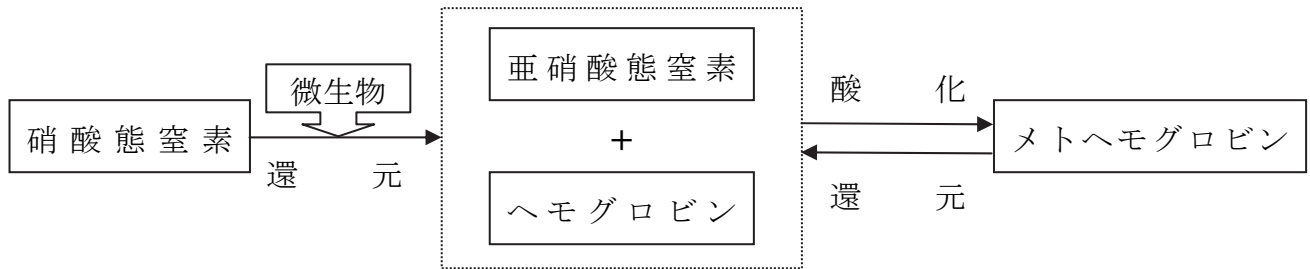 硝酸態窒素
微生物
還元
亜硝酸態窒素
+
ヘモグロビン
酸化
還元
メトヘモグロビン